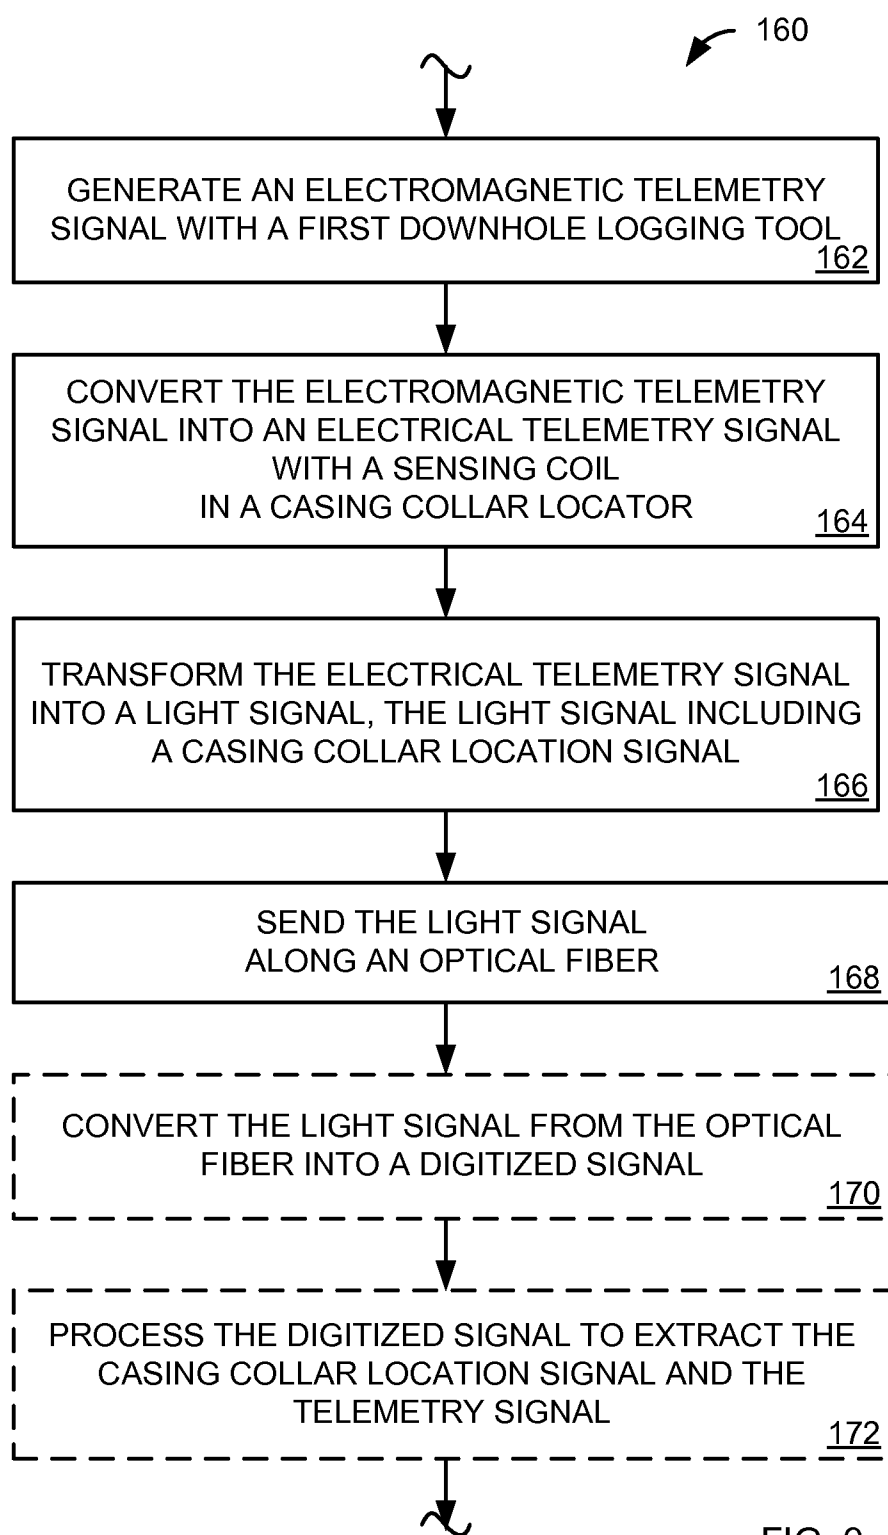 160
GENERATE AN ELECTROMAGNETIC TELEMETRY
SIGNAL WITH A FIRST DOWNHOLE LOGGING TOOL
162
CONVERT THE ELECTROMAGNETIC TELEMETRY
SIGNAL INTO AN ELECTRICAL TELEMETRY SIGNAL
WITH A SENSING COIL
IN A CASING COLLAR LOCATOR
164
TRANSFORM THE ELECTRICAL TELEMETRY SIGNAL
INTO A LIGHT SIGNAL, THE LIGHT SIGNAL INCLUDING
A CASING COLLAR LOCATION SIGNAL
166
SEND THE LIGHT SIGNAL
ALONG AN OPTICAL FIBER
168
CONVERT THE LIGHT SIGNAL FROM THE OPTICAL
FIBER INTO A DIGITIZED SIGNAL
170
PROCESS THE DIGITIZED SIGNAL TO EXTRACT THE
CASING COLLAR LOCATION SIGNAL AND THE
TELEMETRY SIGNAL
172
FIG.